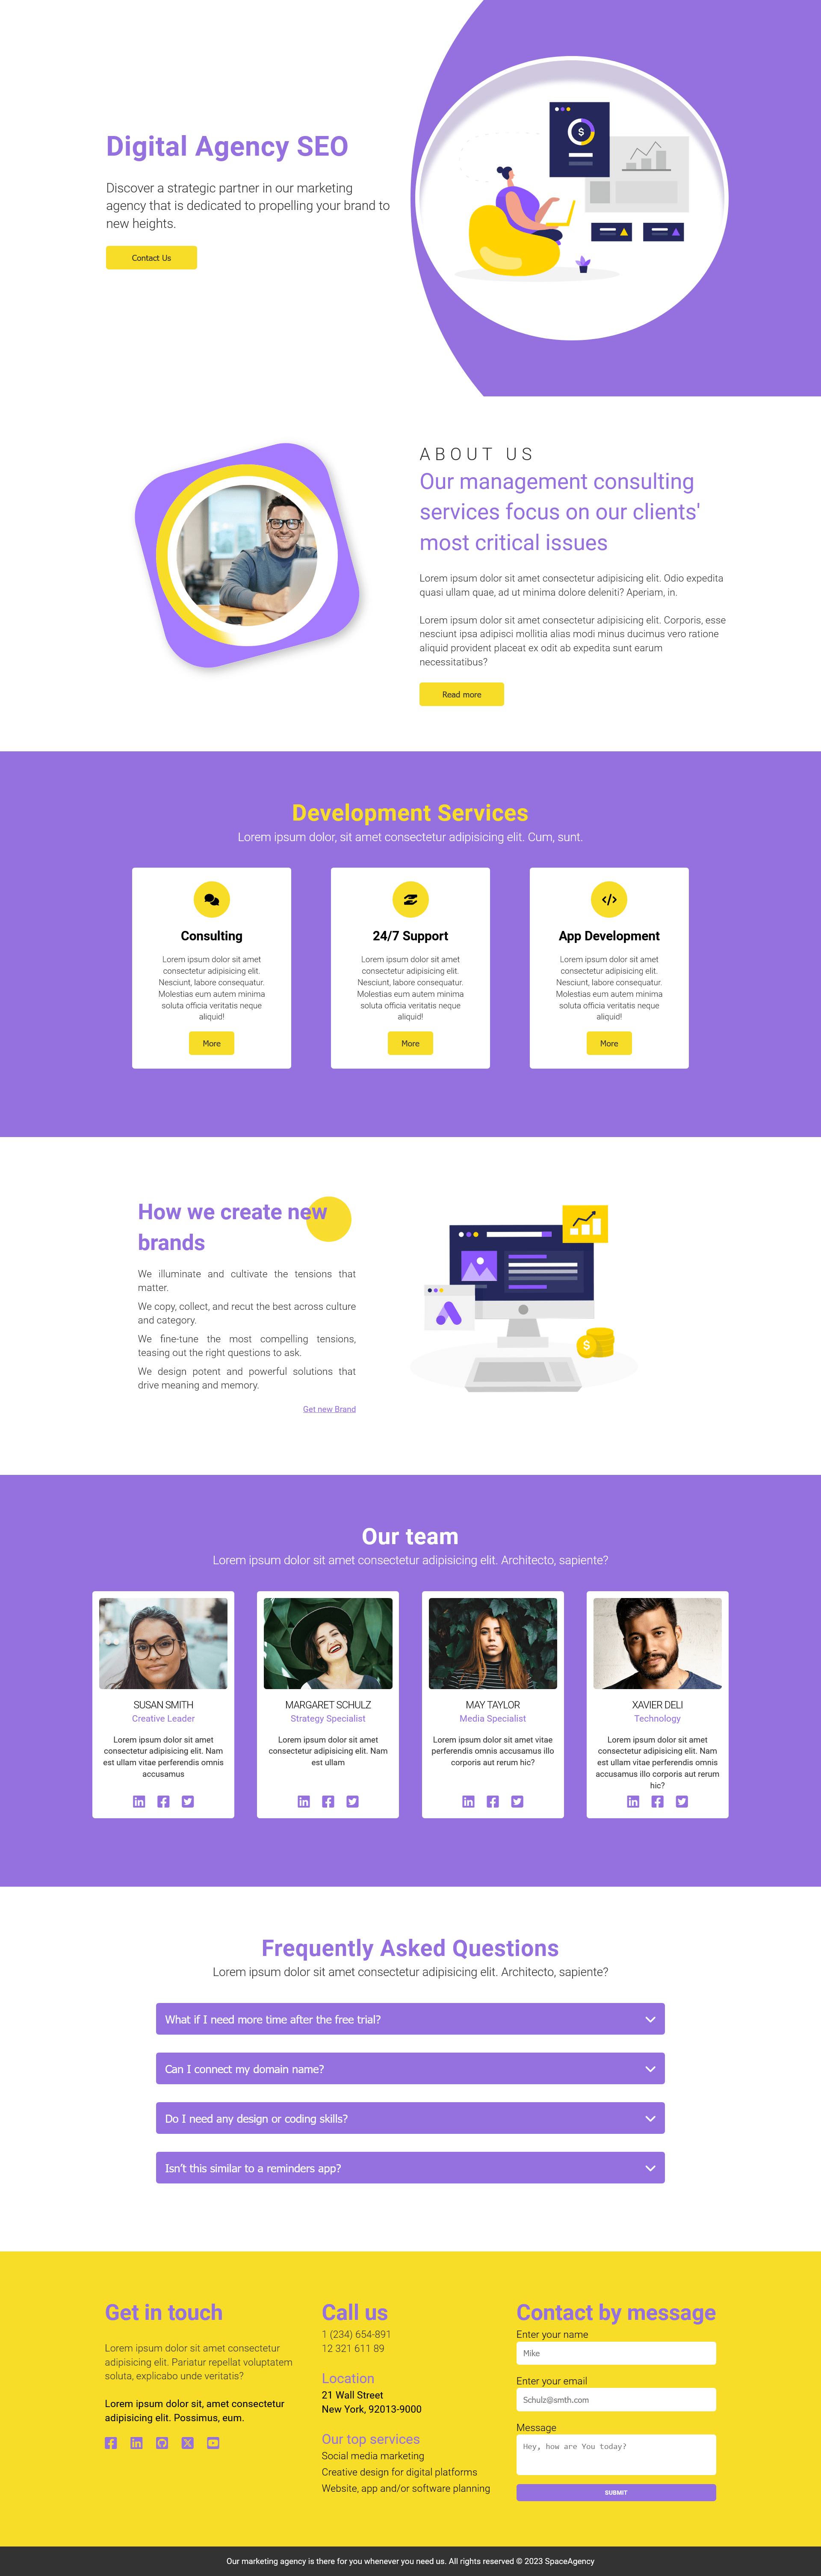 Digital Agency SEO
Discover a strategic partner in our marketing
agency that is dedicated to propelling your brand to
new heights.
Contact Us
$
ABOUT US
Our management consulting
services focus on our clients'
most critical issues
Lorem ipsum dolor sit amet consectetur adipisicing elit. Odio expedita
quasi ullam quae, ad ut minima dolore deleniti? Aperiam, in.
Lorem ipsum dolor sit amet consectetur adipisicing elit. Corporis, esse
nesciunt ipsa adipisci mollitia alias modi minus ducimus vero ratione
aliquid provident placeat ex odit ab expedita sunt earum
necessitatibus?
Read more
Development Services
Lorem ipsum dolor, sit amet consectetur adipisicing elit. Cum, sunt.
Consulting
Lorem ipsum dolor sit amet
consectetur adipisicing elit.
Nesciunt, labore consequatur.
Molestias eum autem minima
soluta officia veritatis neque
aliquid!
More
24/7 Support
Lorem ipsum dolor sit amet
consectetur adipisicing elit.
Nesciunt, labore consequatur.
Molestias eum autem minima
soluta officia veritatis neque
aliquid!
More
App Development
Lorem ipsum dolor sit amet
consectetur adipisicing elit.
Nesciunt, labore consequatur.
Molestias eum autem minima
soluta officia veritatis neque
aliquid!
More
How we create new
brands
We illuminate and cultivate the tensions that
matter.
We copy, collect, and recut the best across culture
and category.
We fine-tune the most compelling tensions,
teasing out the right questions to ask.
We design potent and powerful solutions that
drive meaning and memory.
Get new Brand
$
Our team
Lorem ipsum dolor sit amet consectetur adipisicing elit. Architecto, sapiente?
SUSAN SMITH
Creative Leader
Lorem ipsum dolor sit amet
consectetur adipisicing elit. Nam
est ullam vitae perferendis omnis
accusamus
MARGARET SCHULZ
Strategy Specialist
Lorem ipsum dolor sit amet
consectetur adipisicing elit. Nam
est ullam
MAY TAYLOR
Media Specialist
Lorem ipsum dolor sit amet vitae
perferendis omnis accusamus illo
corporis aut rerum hic?
XAVIER DELI
Technology
Lorem ipsum dolor sit amet
consectetur adipisicing elit. Nam
est ullam vitae perferendis omnis
accusamus illo corporis aut rerum
hic?
Frequently Asked Questions
Lorem ipsum dolor sit amet consectetur adipisicing elit. Architecto, sapiente?
What if I need more time after the free trial?
Can I connect my domain name?
Do I need any design or coding skills?
Isn't this similar to a reminders app?
Get in touch
Lorem ipsum dolor sit amet consectetur
adipisicing elit. Pariatur repellat voluptatem
soluta, explicabo unde veritatis?
Lorem ipsum dolor sit, amet consectetur
adipisicing elit. Possimus, eum.
Call us
1 (234) 654-891
12 321 611 89
Location
21 Wall Street
New York, 92013-9000
Our top services
Social media marketing
Creative design for digital platforms
Website, app and/or software planning
Contact by message
Enter your name
Mike
Enter your email
Schulz@smth.com
Message
Hey, how are You today?
SUBMIT
Our marketing agency is there for you whenever you need us. All rights reserved © 2023 SpaceAgency